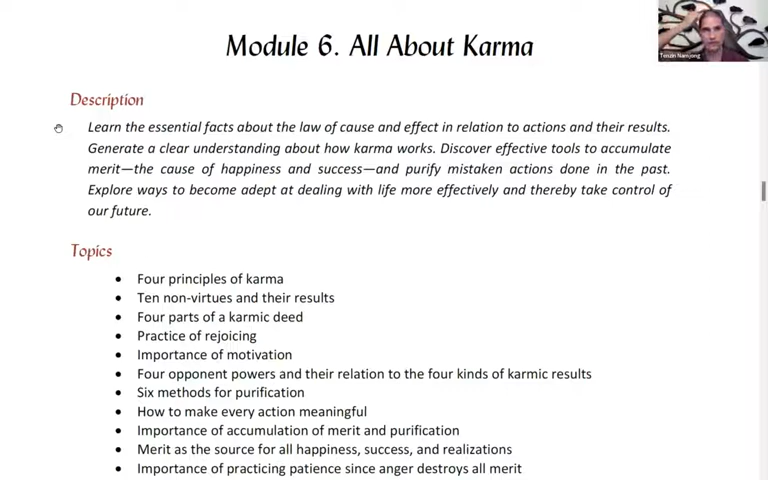 Module 6. All About Karma
Tenzin Namjong
Description
Learn the essential facts about the law of cause and effect in relation to actions and their results.
Generate a clear understanding about how karma works. Discover effective tools to accumulate
merit—the cause of happiness and success—and purify mistaken actions done in the past.
Explore ways to become adept at dealing with life more effectively and thereby take control of
our future.
Topics
• Four principles of karma
• Ten non-virtues and their results
• Four parts of a karmic deed
• Practice of rejoicing
• Importance of motivation
• Four opponent powers and their relation to the four kinds of karmic results
• Six methods for purification
• How to make every action meaningful
• Importance of accumulation of merit and purification
• Merit as the source for all happiness, success, and realizations
• Importance of practicing patience since anger destroys all merit